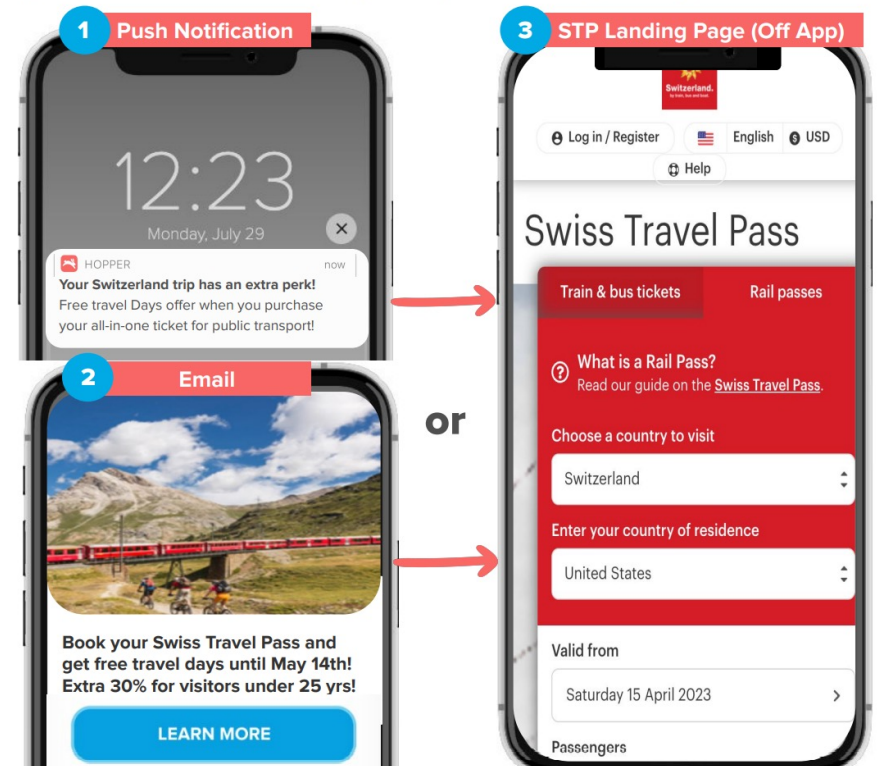 1 Push Notification
12:23
Monday, July 29
HOPPER now
Your Switzerland trip has an extra perk!
Free travel Days offer when you purchase
your all-in-one ticket for public transport!
2 Email
Book your Swiss Travel Pass and
get free travel days until May 14th!
Extra 30% for visitors under 25 yrs!
LEARN MORE
or
3 STP Landing Page (Off App)
Switzerland.
by train, bus and boat.
Log in / Register English USD
Help
Swiss Travel Pass
Train & bus tickets Rail passes
What is a Rail Pass?
Read our guide on the Swiss Travel Pass.
Choose a country to visit
Switzerland
Enter your country of residence
United States
Valid from
Saturday 15 April 2023
Passengers